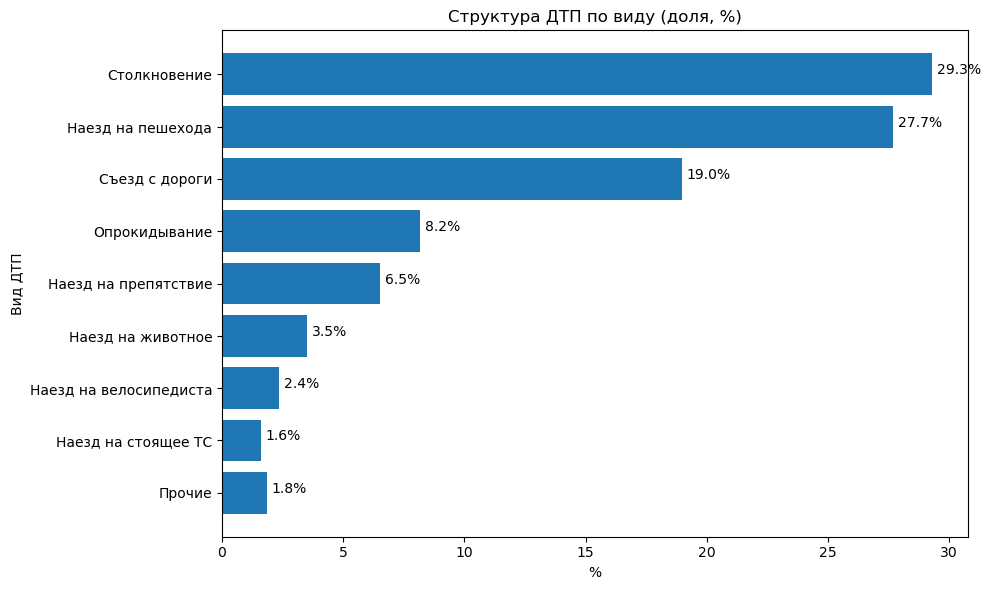 Структура ДТП по виду (доля, %)
Вид ДТП
Столкновение 29.3%
Наезд на пешехода 27.7%
Съезд с дороги 19.0%
Опрокидывание 8.2%
Наезд на препятствие 6.5%
Наезд на животное 3.5%
Наезд на велосипедиста 2.4%
Наезд на стоящее ТС 1.6%
Прочие 1.8%
0 5 10 15 20 25 30
%